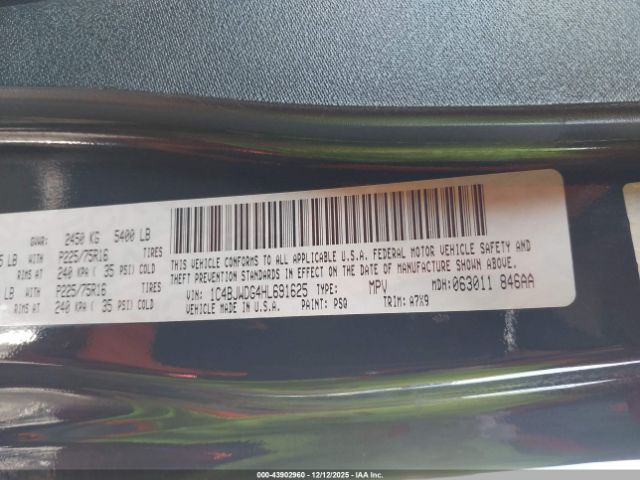 GVWR: 2450 KG 5400 LB
5 LB P225/75R16 TIRES
RIMS AT 240 KPA ( 35 PSI) COLD
LB P225/75R16 TIRES
RIMS AT 240 KPA ( 35 PSI) COLD
THIS VEHICLE CONFORMS TO ALL APPLICABLE U.S.A. FEDERAL MOTOR VEHICLE SAFETY AND
THEFT PREVENTION STANDARDS IN EFFECT ON THE DATE OF MANUFACTURE SHOWN ABOVE.
VIN: 1C4BJWDG4HL691625 TYPE: MPV MDH: 063011 846AA
VEHICLE MADE IN U.S.A. PAINT: PSQ TRIM: A7X9
000-43902960 - 12/12/2025 - IAA Inc.